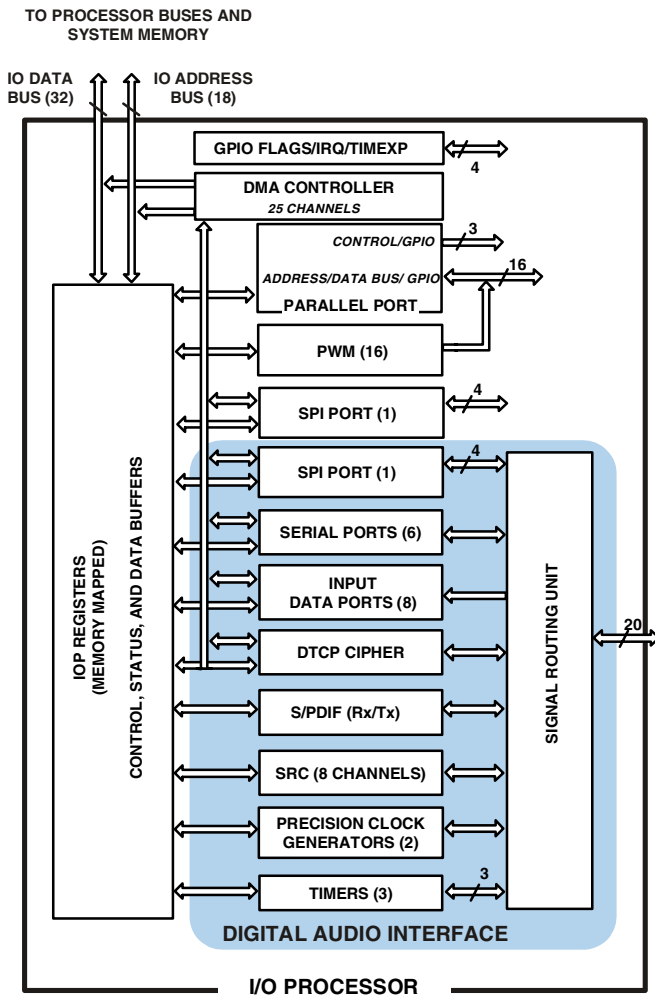 TO PROCESSOR BUSES AND
SYSTEM MEMORY
IO DATA
BUS (32)
IO ADDRESS
BUS (18)
GPIO FLAGS/IRQ/TIMEXP
4
DMA CONTROLLER
25 CHANNELS
CONTROL/GPIO
3
ADDRESS/DATA BUS/ GPIO
16
PARALLEL PORT
PWM (16)
SPI PORT (1)
4
SPI PORT (1)
4
SERIAL PORTS (6)
INPUT
DATA PORTS (8)
DTCP CIPHER
S/PDIF (Rx/Tx)
SRC (8 CHANNELS)
PRECISION CLOCK
GENERATORS (2)
TIMERS (3)
3
IOP REGISTERS
(MEMORY MAPPED)
CONTROL, STATUS, AND DATA BUFFERS
SIGNAL ROUTING UNIT
20
DIGITAL AUDIO INTERFACE
I/O PROCESSOR